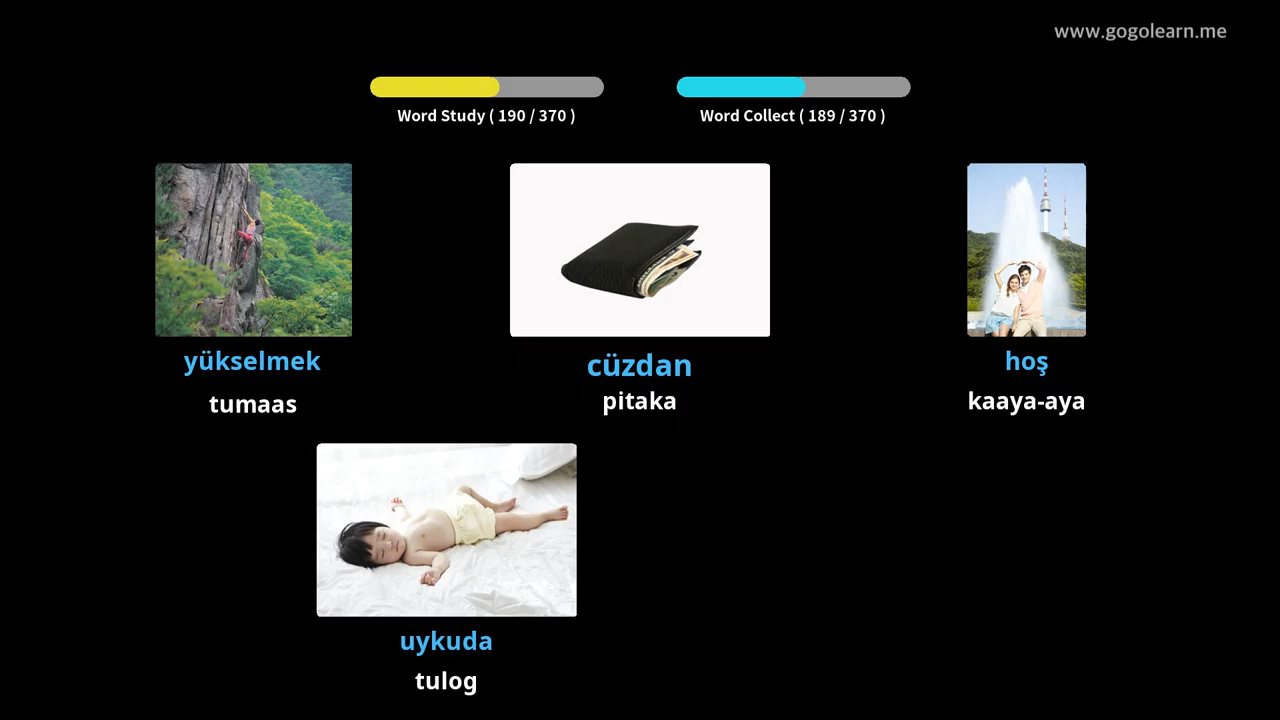 www.gogolearn.me
Word Study ( 190 / 370 )
Word Collect ( 189 / 370 )
yükselmek
tumaas
cüzdan
pitaka
hoş
kaaya-aya
uykuda
tulog